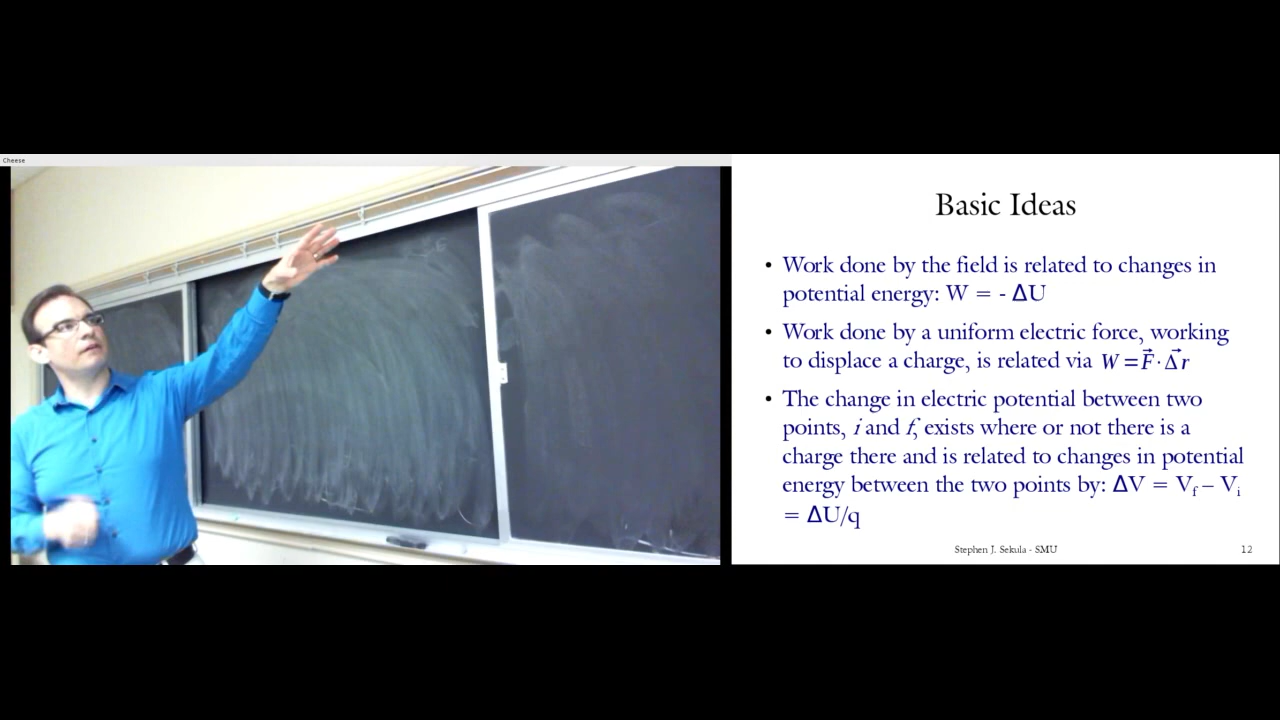 Cheese
Basic Ideas
• Work done by the field is related to changes in
potential energy: W = - ΔU
• Work done by a uniform electric force, working
to displace a charge, is related via W = F⃗ · Δ⃗ r
• The change in electric potential between two
points, i and f, exists where or not there is a
charge there and is related to changes in potential
energy between the two points by: ΔV = V_f – V_i
= ΔU/q
Stephen J. Sekula - SMU
12